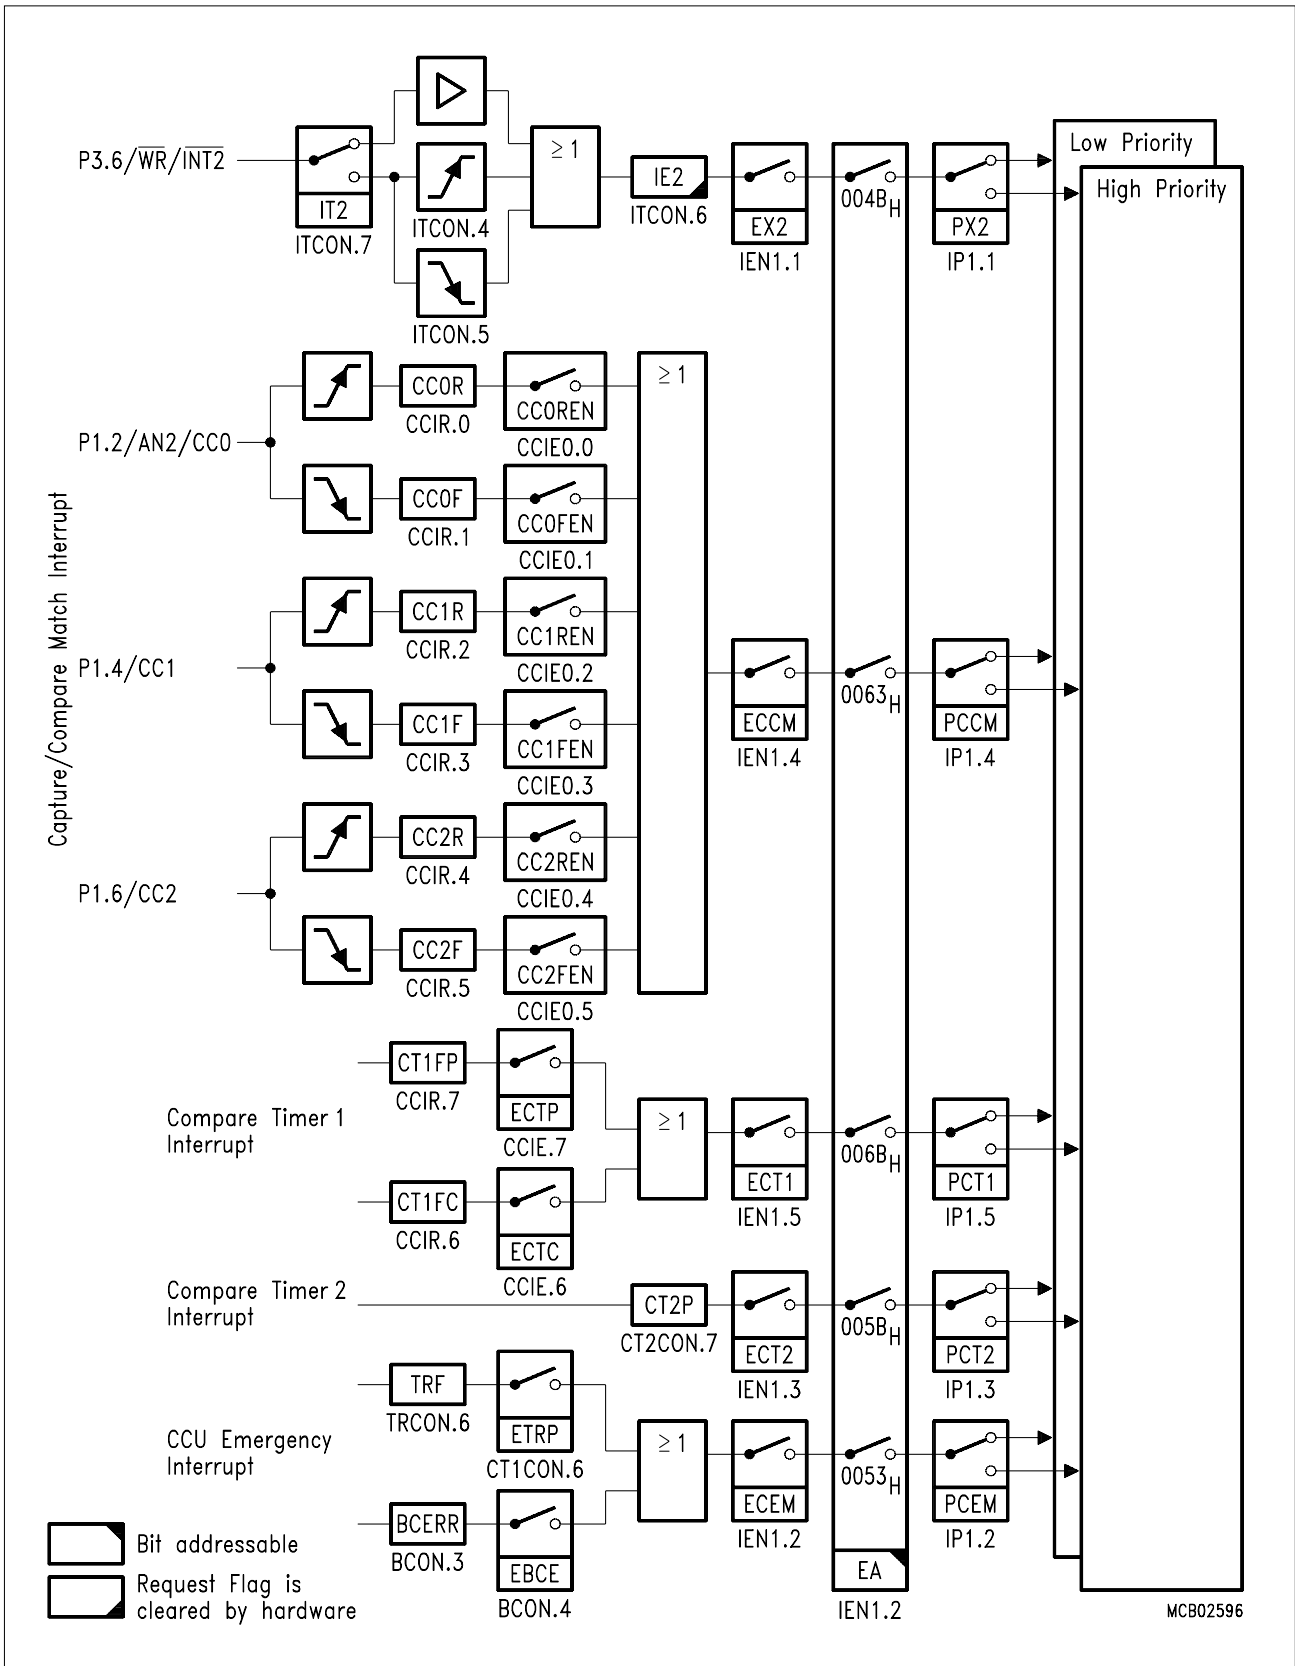 Low Priority
High Priority
P3.6/WR/INT2
IT2
ITCON.7
ITCON.4
ITCON.5
≥ 1
IE2
ITCON.6
EX2
IEN1.1
004BH
PX2
IP1.1
Capture/Compare Match Interrupt
P1.2/AN2/CC0
CC0R
CCIR.0
CC0REN
CCIE0.0
CC0F
CCIR.1
CC0FEN
CCIE0.1
P1.4/CC1
CC1R
CCIR.2
CC1REN
CCIE0.2
CC1F
CCIR.3
CC1FEN
CCIE0.3
P1.6/CC2
CC2R
CCIR.4
CC2REN
CCIE0.4
CC2F
CCIR.5
CC2FEN
CCIE0.5
≥ 1
ECCM
IEN1.4
0063H
PCCM
IP1.4
Compare Timer 1
Interrupt
CT1FP
CCIR.7
ECTP
CCIE.7
CT1FC
CCIR.6
ECTC
CCIE.6
≥ 1
ECT1
IEN1.5
006BH
PCT1
IP1.5
Compare Timer 2
Interrupt
CT2P
CT2CON.7
ECT2
IEN1.3
005BH
PCT2
IP1.3
CCU Emergency
Interrupt
TRF
TRCON.6
ETRP
CT1CON.6
BCERR
BCON.3
EBCE
BCON.4
≥ 1
ECEM
IEN1.2
0053H
PCEM
IP1.2
EA
IEN1.2
Bit addressable
Request Flag is
cleared by hardware
MCB02596